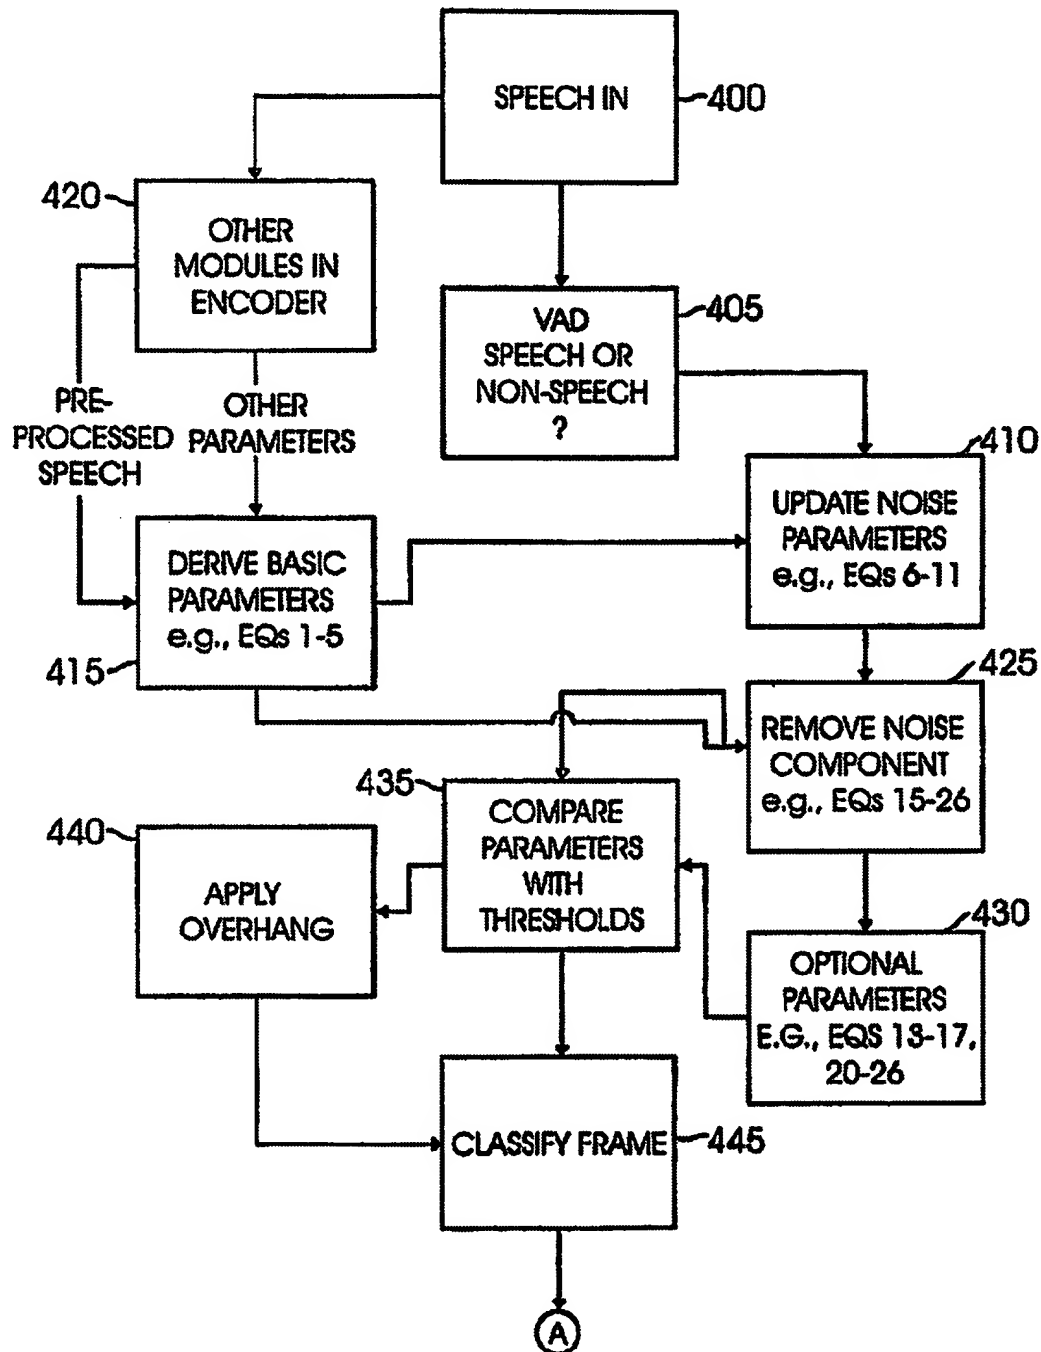 SPEECH IN
400
420
OTHER
MODULES IN
ENCODER
VAD
SPEECH OR
NON-SPEECH
?
405
PRE-
PROCESSED
SPEECH
OTHER
PARAMETERS
410
UPDATE NOISE
PARAMETERS
e.g., EQs 6-11
DERIVE BASIC
PARAMETERS
e.g., EQs 1-5
415
425
REMOVE NOISE
COMPONENT
e.g., EQs 15-26
435
COMPARE
PARAMETERS
WITH
THRESHOLDS
440
APPLY
OVERHANG
430
OPTIONAL
PARAMETERS
E.G., EQS 13-17,
20-26
CLASSIFY FRAME
445
A